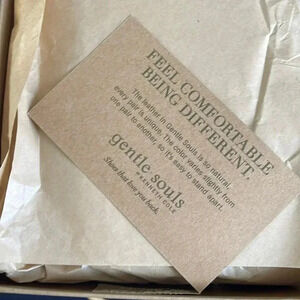 FEEL COMFORTABLE
BEING DIFFERENT.
The leather in Gentle Souls is so natural,
every pair is unique. The color varies slightly from
one pair to another, so it's easy to stand apart.
gentle souls
BY KENNETH COLE
Shoes that love you back.